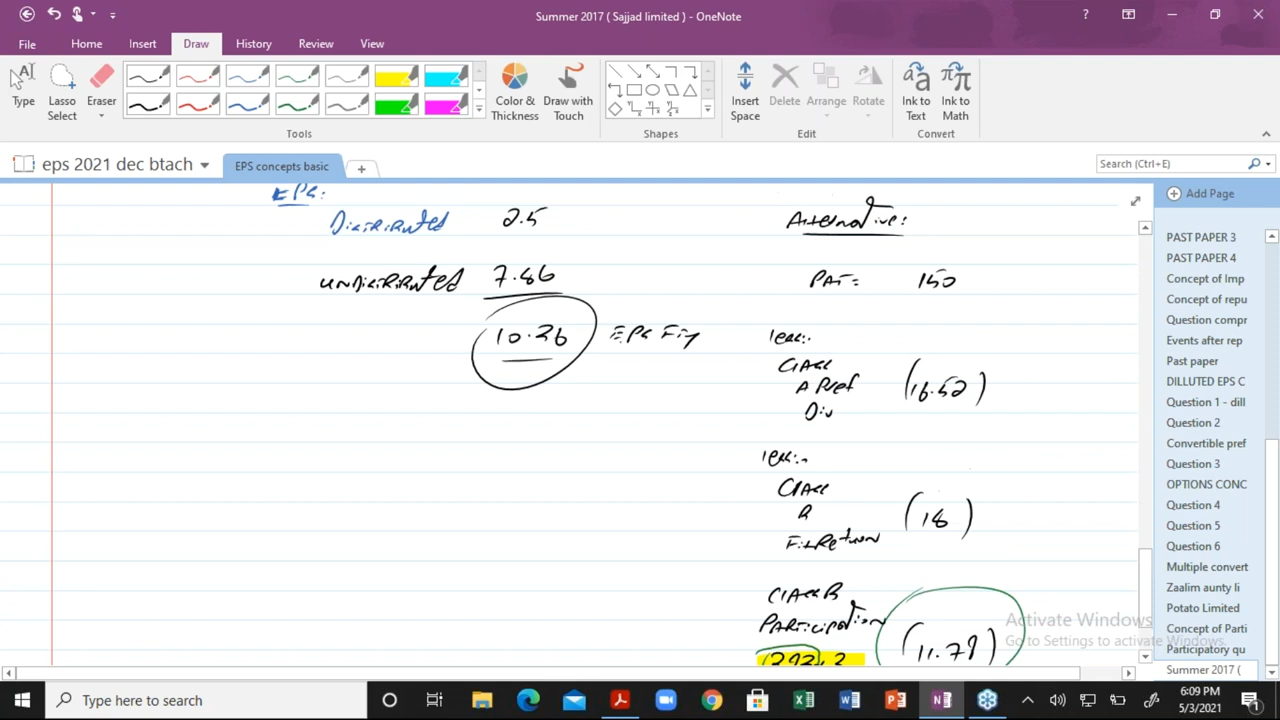 Summer 2017 ( Sajjad limited ) - OneNote
File Home Insert Draw History Review View
Type
Lasso Select
Eraser
Color & Thickness
Draw with Touch
Insert Space
Delete
Arrange
Rotate
Ink to Text
Ink to Math
Tools
Shapes
Edit
Convert
eps 2021 dec btach
EPS concepts basic
Search (Ctrl+E)
Add Page
EPS:
Distributed 2.5
undistributed 7.86
10.36 EPS Fig
Alternative:
PAT= 150
less:
Class
A Pref (16.52)
Div
less:
Class
B (18)
Fix Return
Class B
Participation (11.79)
PAST PAPER 3
PAST PAPER 4
Concept of Imp
Concept of repu
Question compr
Events after rep
Past paper
DILLUTED EPS C
Question 1 - dill
Question 2
Convertible pref
Question 3
OPTIONS CONC
Question 4
Question 5
Question 6
Multiple convert
Zaalim aunty li
Potato Limited
Concept of Parti
Participatory qu
Summer 2017 (
Activate Windows
Go to Settings to activate Windows.
Type here to search
6:09 PM
5/3/2021